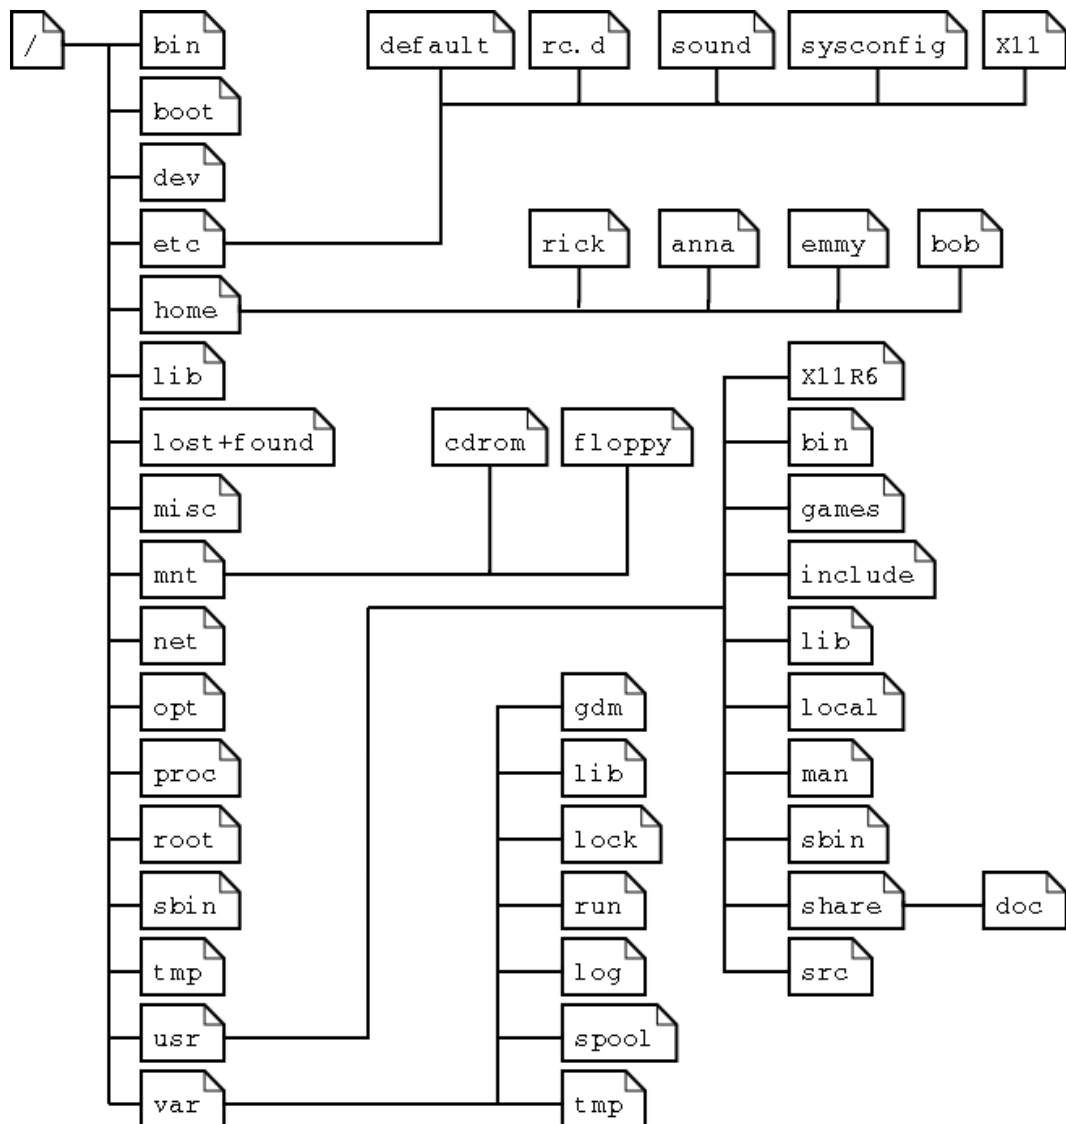 / bin default rc.d sound sysconfig X11
boot
dev
etc rick anna emmy bob
home
lib X11R6
lost+found cdrom floppy bin
misc games
mnt include
net lib
opt gdm local
proc lib man
root lock sbin
sbin run share doc
tmp log src
usr spool
var tmp